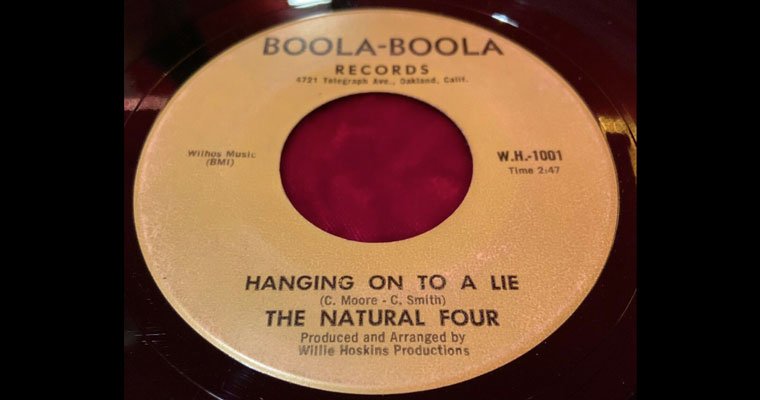 BOOLA-BOOLA
RECORDS
4721 Telegraph Ave., Oakland, Calif.
Wilhos Music
(BMI)
W.H.-1001
Time 2:47
HANGING ON TO A LIE
(C. Moore - C. Smith)
THE NATURAL FOUR
Produced and Arranged by
Willie Hoskins Productions